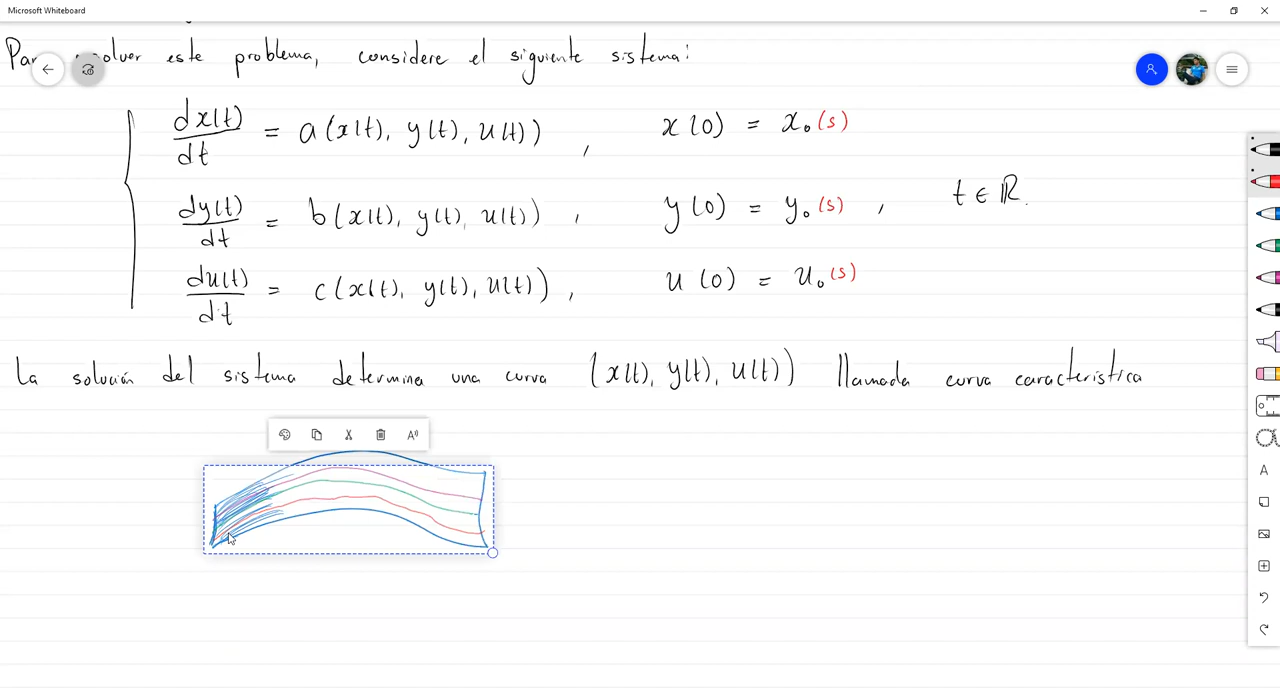 Microsoft Whiteboard
Para resolver este problema, considere el siguiente sistema:
dx(t)/dt = a(x(t), y(t), u(t)) , x(0) = x₀(s)
dy(t)/dt = b(x(t), y(t), u(t)) , y(0) = y₀(s) , t ∈ ℝ.
du(t)/dt = c(x(t), y(t), u(t)) , u(0) = u₀(s)
La solución del sistema determina una curva (x(t), y(t), u(t)) llamada curva característica